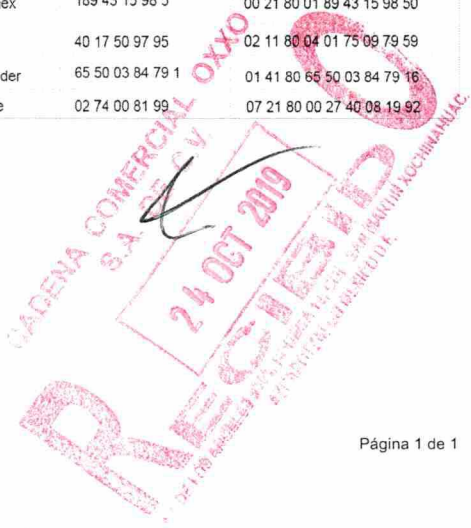 ex 189 43 15 98 5 00 21 80 01 89 43 15 98 50
40 17 50 97 95 02 11 80 04 01 75 09 79 59
der 65 50 03 84 79 1 01 41 80 65 50 03 84 79 16
e 02 74 00 81 99 07 21 80 00 27 40 08 19 92
CADENA COMERCIAL OXXO
S.A. DE C.V.
24 OCT 2019
RECIBIDO
SAN MARTIN XOCHINAHUAC.
Página 1 de 1